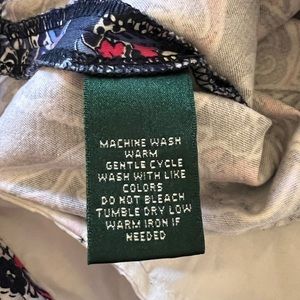 MACHINE WASH
WARM
GENTLE CYCLE
WASH WITH LIKE
COLORS
DO NOT BLEACH
TUMBLE DRY LOW
WARM IRON IF
NEEDED